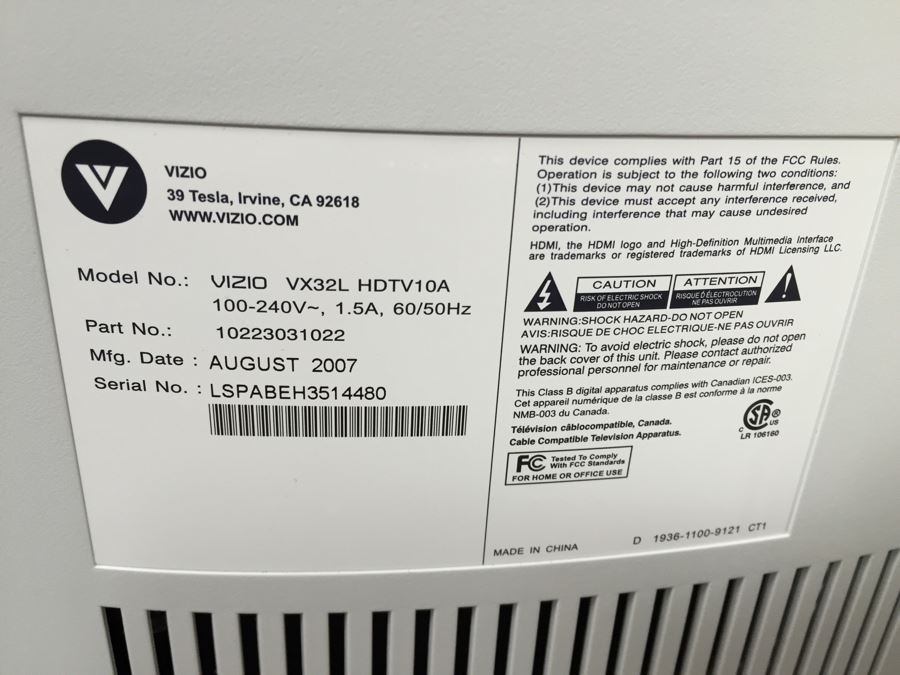 VIZIO
39 Tesla, Irvine, CA 92618
WWW.VIZIO.COM
Model No.: VIZIO VX32L HDTV10A
100-240V~, 1.5A, 60/50Hz
Part No.: 10223031022
Mfg. Date : AUGUST 2007
Serial No. : LSPABEH3514480
This device complies with Part 15 of the FCC Rules.
Operation is subject to the following two conditions:
(1)This device may not cause harmful interference, and
(2)This device must accept any interference received,
including interference that may cause undesired
operation.
HDMI, the HDMI logo and High-Definition Multimedia Interface
are trademarks or registered trademarks of HDMI Licensing LLC.
CAUTION
RISK OF ELECTRIC SHOCK
DO NOT OPEN
ATTENTION
RISQUE D ÉLECTROCUTION
NE PAS OUVRIR
WARNING:SHOCK HAZARD-DO NOT OPEN
AVIS:RISQUE DE CHOC ELECTRIQUE-NE PAS OUVRIR
WARNING: To avoid electric shock, please do not open
the back cover of this unit. Please contact authorized
professional personnel for maintenance or repair.
This Class B digital apparatus complies with Canadian ICES-003.
Cet appareil numérique de la classe B est conforme à la norme
NMB-003 du Canada.
Télévision câblocompatible, Canada.
Cable Compatible Television Apparatus.
C SA ® US
LR 106160
FC Tested To Comply
With FCC Standards
FOR HOME OR OFFICE USE
MADE IN CHINA
D 1936-1100-9121 CT1